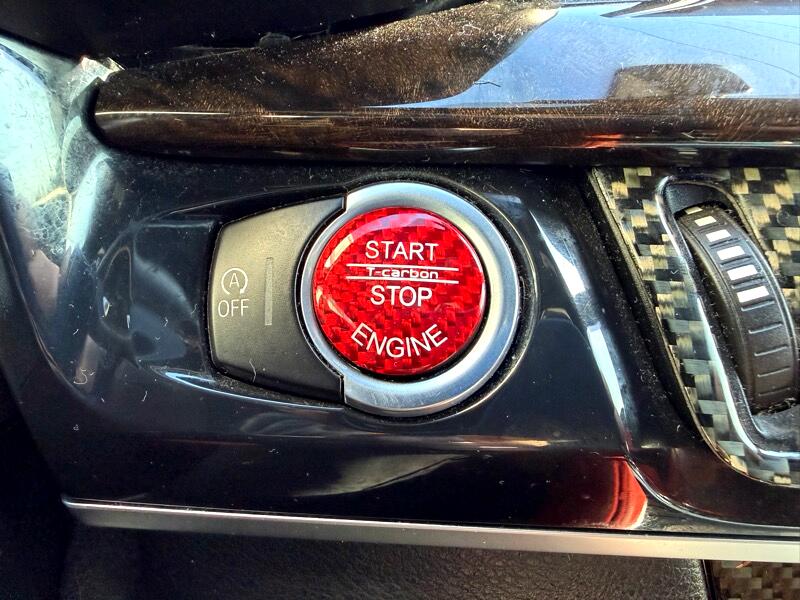 START
T-carbon
STOP
ENGINE
A
OFF